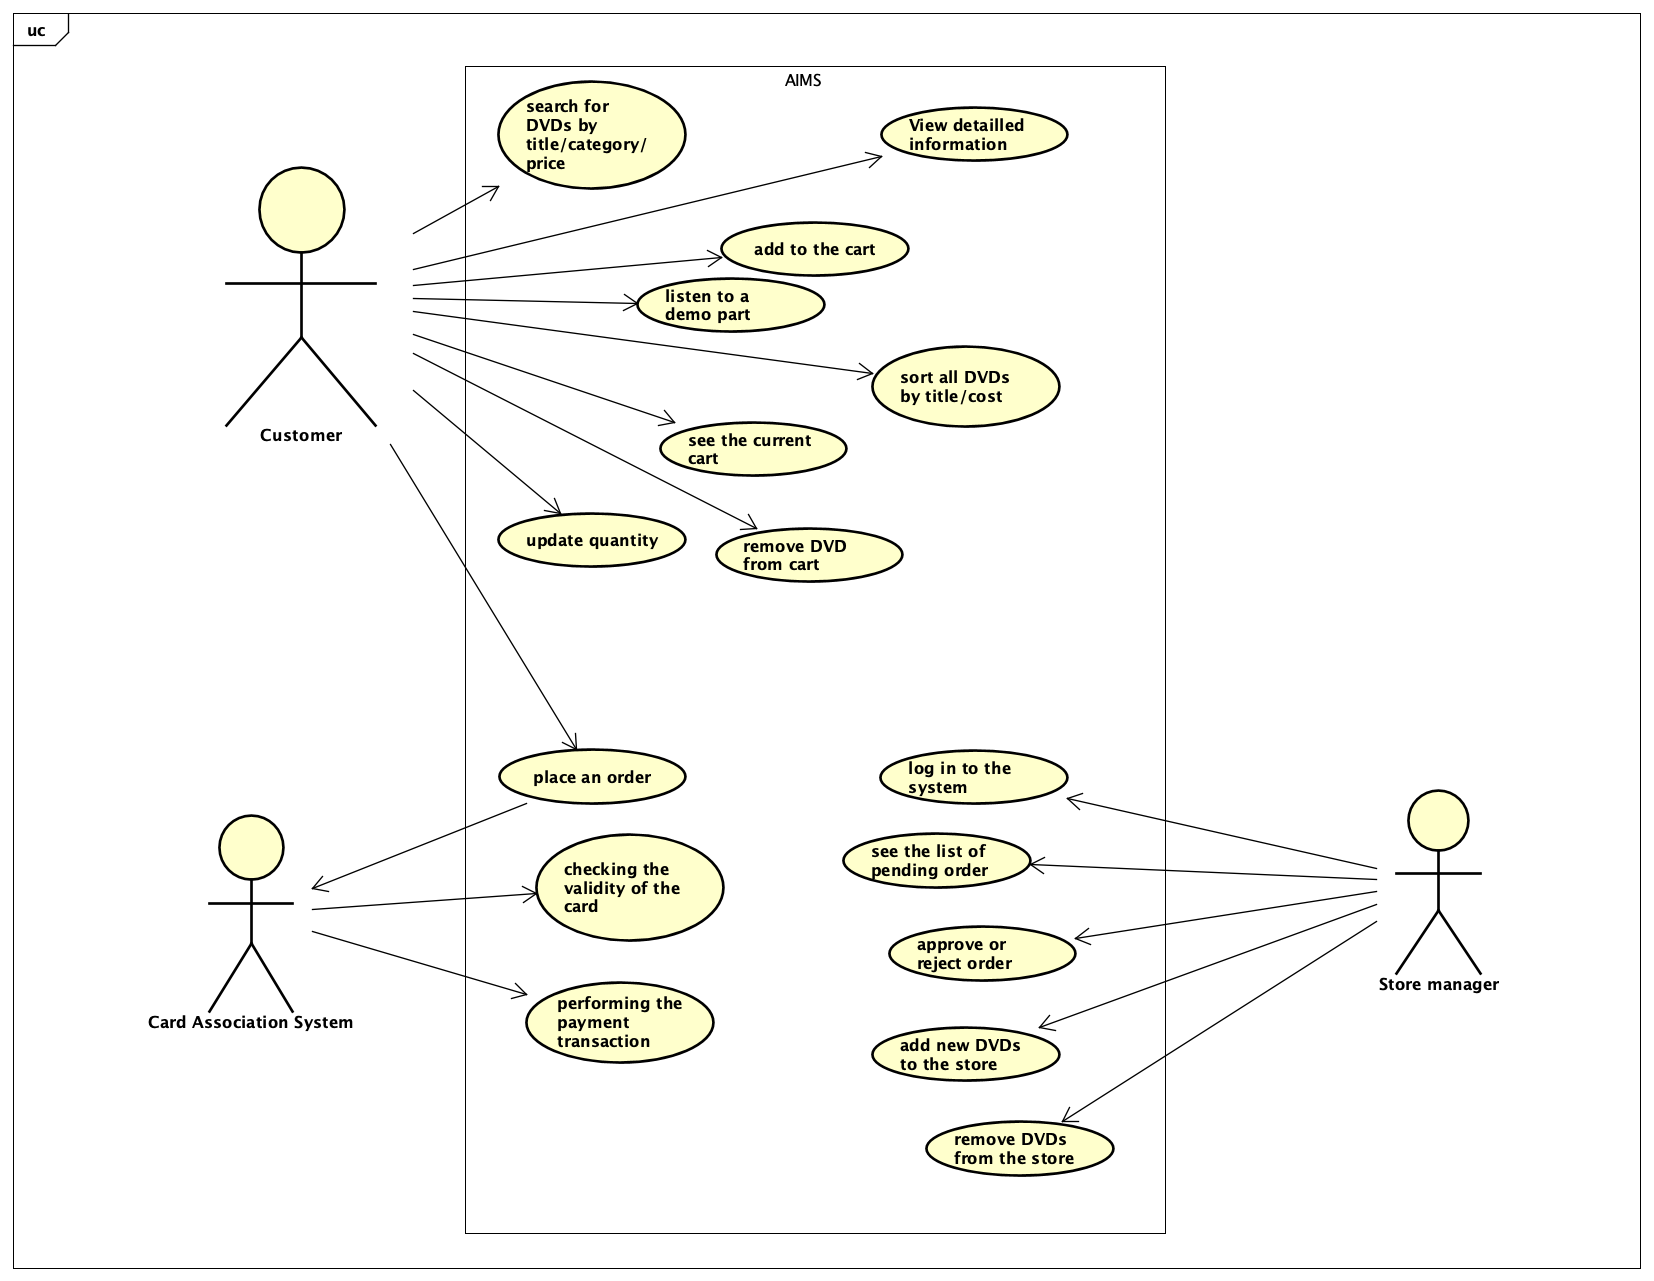 uc
AIMS
search for
DVDs by
title/category/
price
View detailled
information
add to the cart
listen to a
demo part
sort all DVDs
by title/cost
Customer
see the current
cart
update quantity
remove DVD
from cart
place an order
log in to the
system
see the list of
pending order
checking the
validity of the
card
approve or
reject order
Store manager
Card Association System
performing the
payment
transaction
add new DVDs
to the store
remove DVDs
from the store